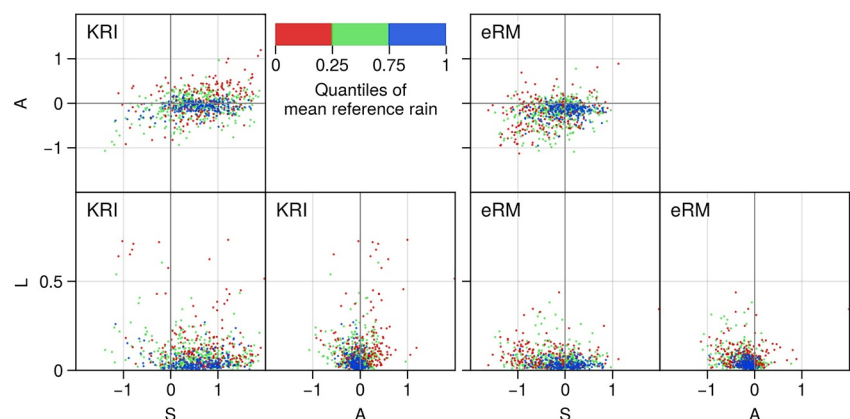 KRI
eRM
1
0
−1
A
0 0.25 0.75 1
Quantiles of
mean reference rain
KRI
KRI
eRM
eRM
0.5
0
L
−1 0 1
−1 0 1
−1 0 1
−1 0 1
S
A
S
A